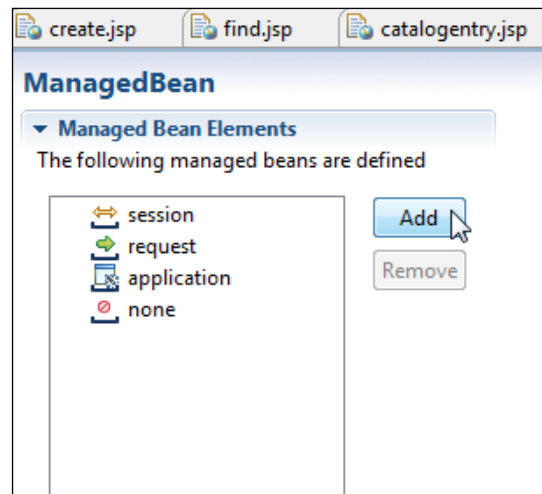 create.jsp find.jsp catalogentry.jsp
ManagedBean
Managed Bean Elements
The following managed beans are defined
session
Add
request
Remove
application
none